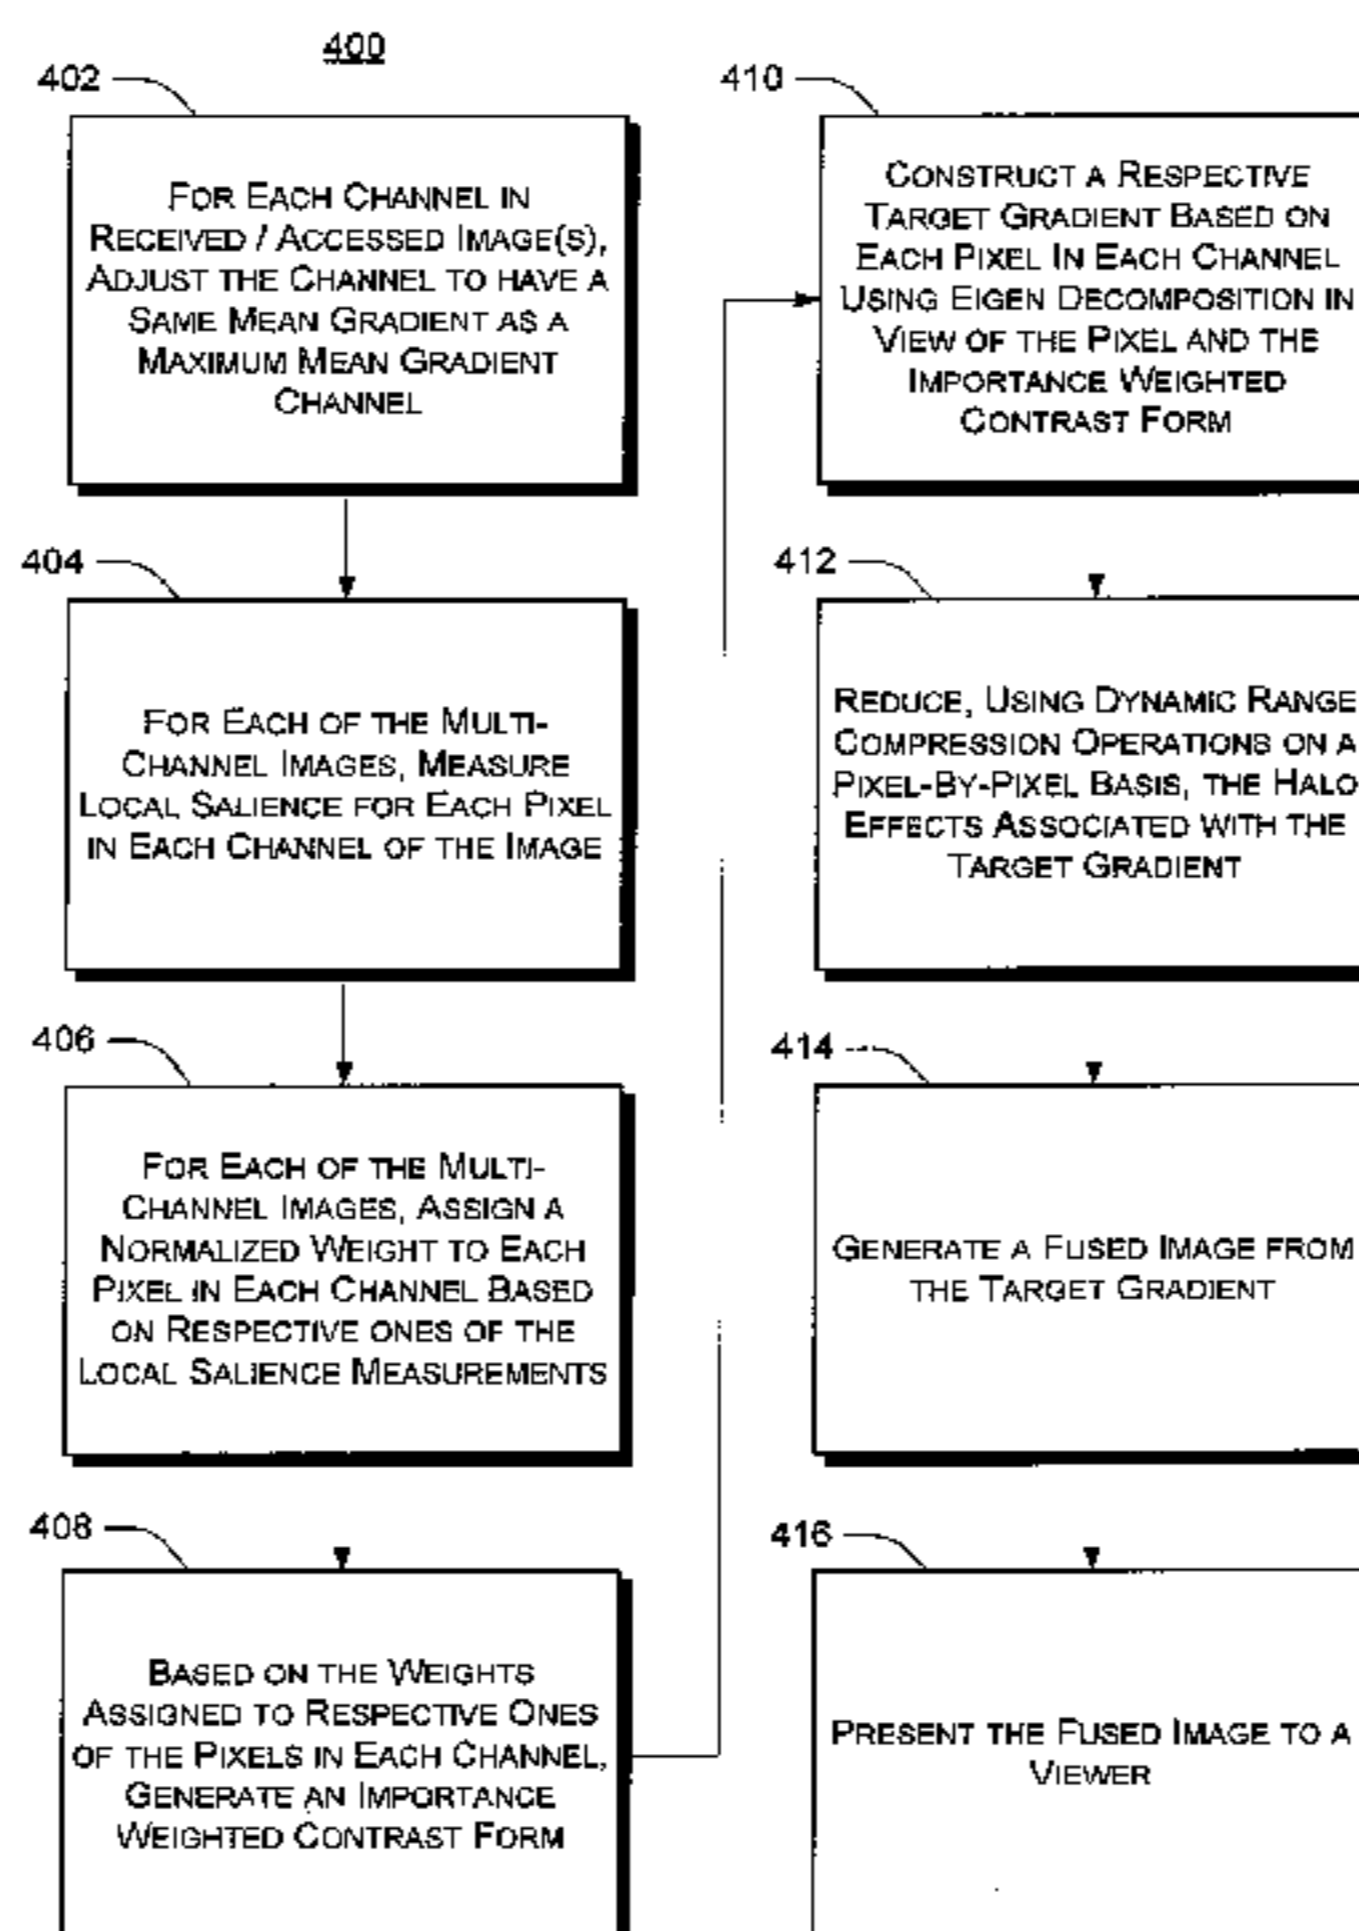 400
402
FOR EACH CHANNEL IN
RECEIVED / ACCESSED IMAGE(S),
ADJUST THE CHANNEL TO HAVE A
SAME MEAN GRADIENT AS A
MAXIMUM MEAN GRADIENT
CHANNEL
404
FOR EACH OF THE MULTI-
CHANNEL IMAGES, MEASURE
LOCAL SALIENCE FOR EACH PIXEL
IN EACH CHANNEL OF THE IMAGE
406
FOR EACH OF THE MULTI-
CHANNEL IMAGES, ASSIGN A
NORMALIZED WEIGHT TO EACH
PIXEL IN EACH CHANNEL BASED
ON RESPECTIVE ONES OF THE
LOCAL SALIENCE MEASUREMENTS
408
BASED ON THE WEIGHTS
ASSIGNED TO RESPECTIVE ONES
OF THE PIXELS IN EACH CHANNEL,
GENERATE AN IMPORTANCE
WEIGHTED CONTRAST FORM
410
CONSTRUCT A RESPECTIVE
TARGET GRADIENT BASED ON
EACH PIXEL IN EACH CHANNEL
USING EIGEN DECOMPOSITION IN
VIEW OF THE PIXEL AND THE
IMPORTANCE WEIGHTED
CONTRAST FORM
412
REDUCE, USING DYNAMIC RANGE
COMPRESSION OPERATIONS ON A
PIXEL-BY-PIXEL BASIS, THE HALO
EFFECTS ASSOCIATED WITH THE
TARGET GRADIENT
414
GENERATE A FUSED IMAGE FROM
THE TARGET GRADIENT
416
PRESENT THE FUSED IMAGE TO A
VIEWER